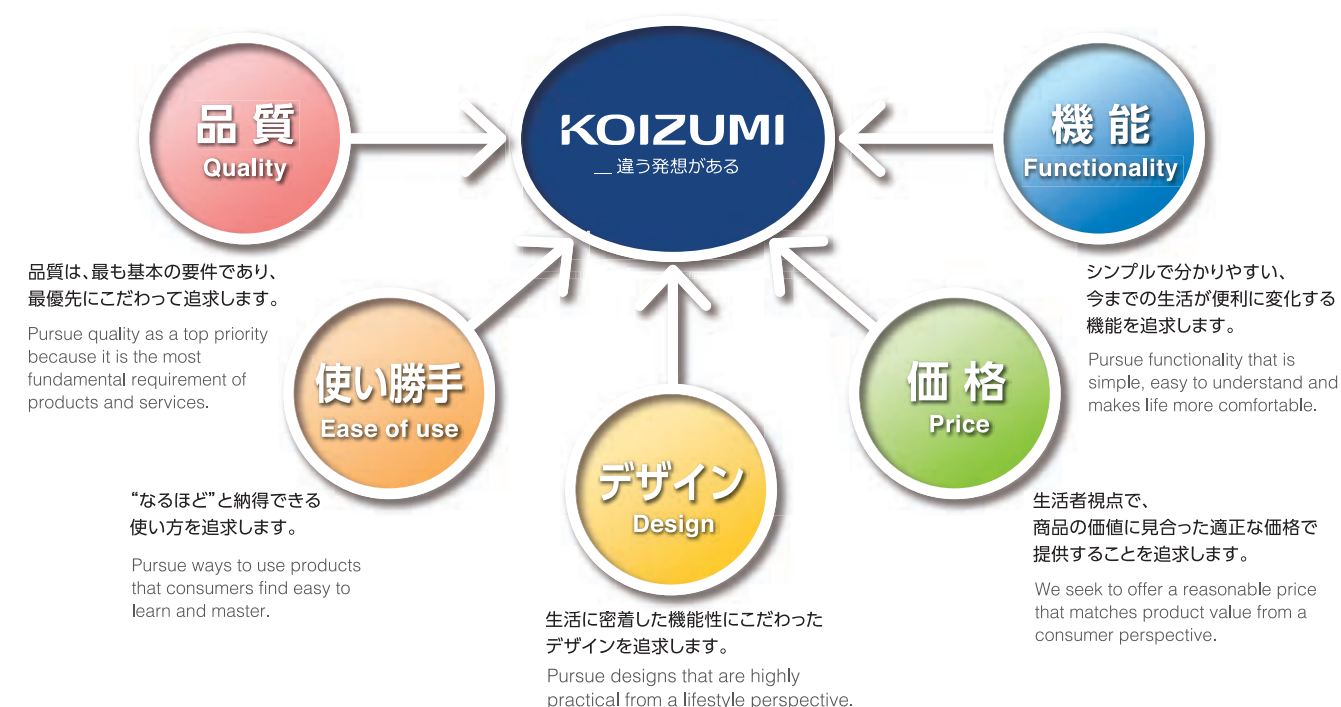 品質
Quality
KOIZUMI
__ 違う発想がある
機能
Functionality
品質は、最も基本の要件であり、
最優先にこだわって追求します。
Pursue quality as a top priority
because it is the most
fundamental requirement of
products and services.
シンプルで分かりやすい、
今までの生活が便利に変化する
機能を追求します。
Pursue functionality that is
simple, easy to understand and
makes life more comfortable.
使い勝手
Ease of use
“なるほど”と納得できる
使い方を追求します。
Pursue ways to use products
that consumers find easy to
learn and master.
デザイン
Design
生活に密着した機能性にこだわった
デザインを追求します。
Pursue designs that are highly
practical from a lifestyle perspective.
価格
Price
生活者視点で、
商品の価値に見合った適正な価格で
提供することを追求します。
We seek to offer a reasonable price
that matches product value from a
consumer perspective.